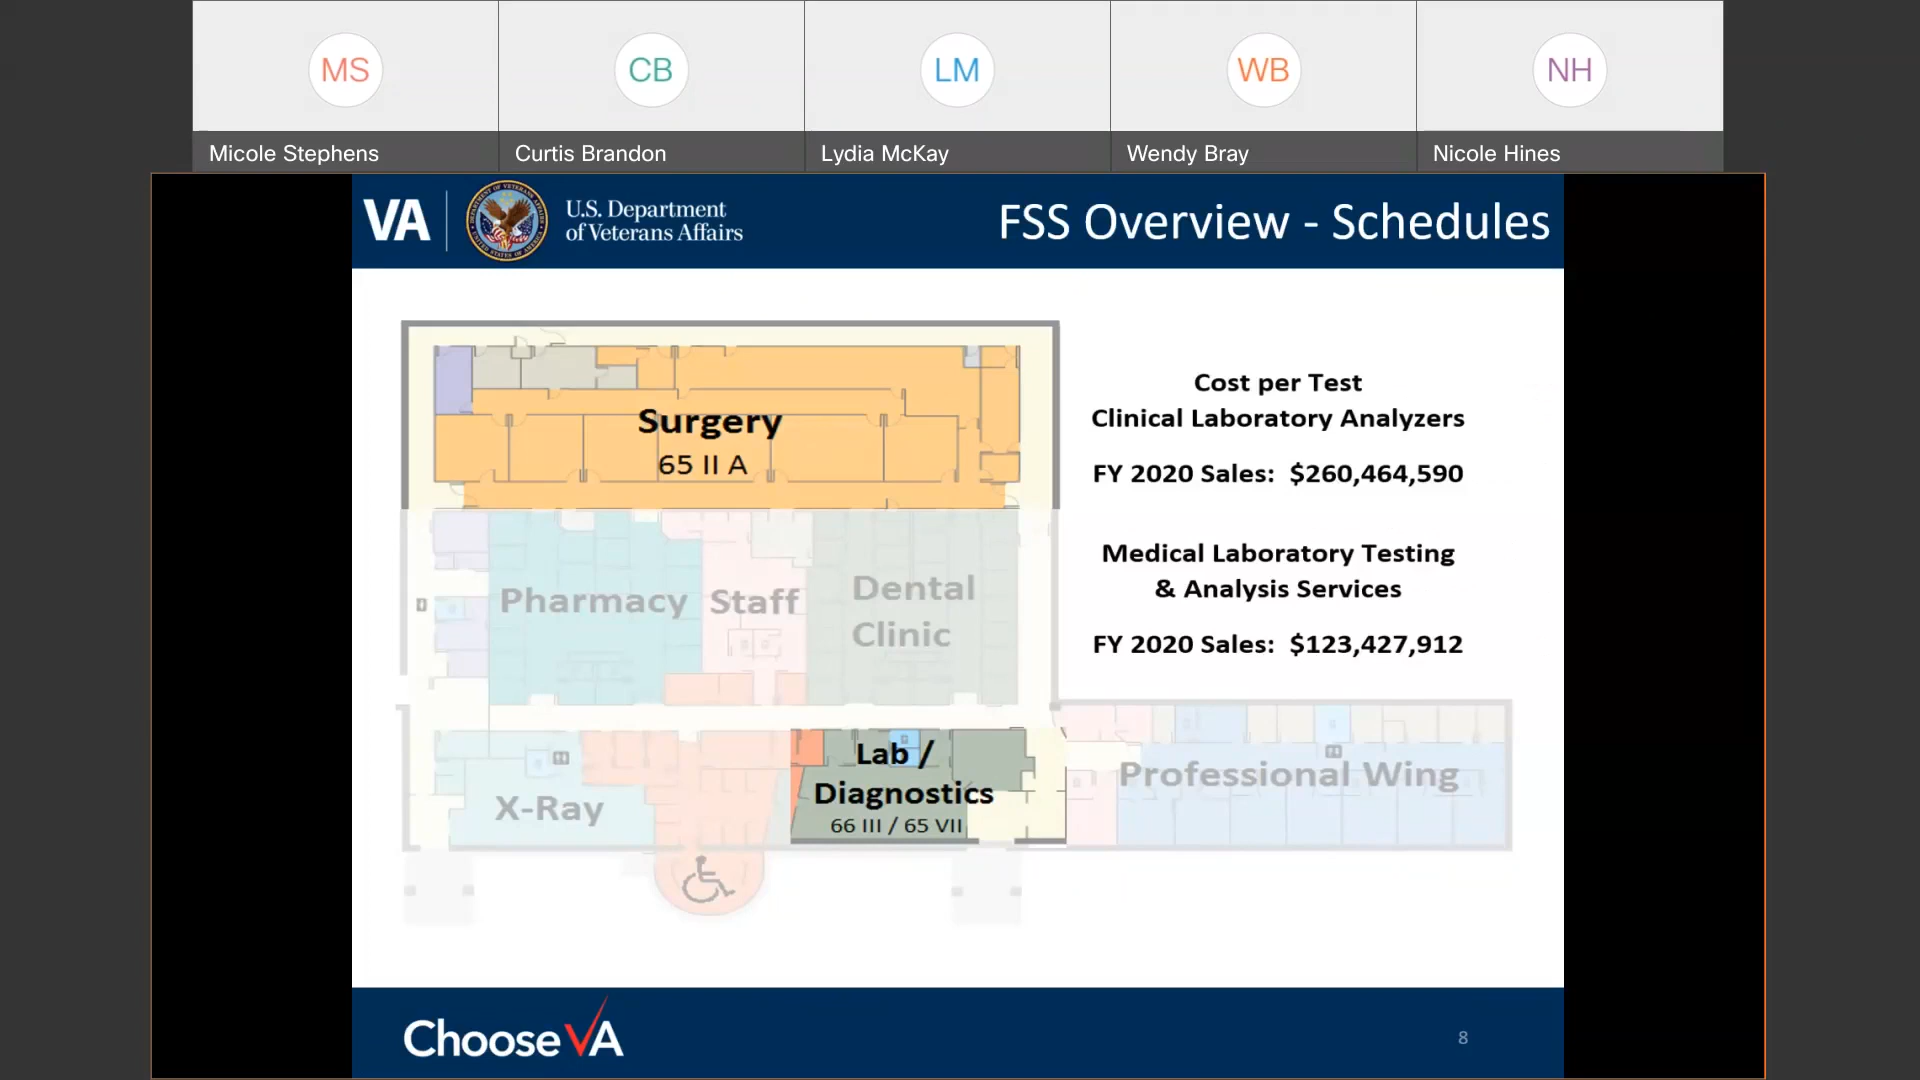 MS
CB
LM
WB
NH
Micole Stephens
Curtis Brandon
Lydia McKay
Wendy Bray
Nicole Hines
VA
U.S. Department
of Veterans Affairs
FSS Overview - Schedules
Surgery
65 II A
Cost per Test
Clinical Laboratory Analyzers
FY 2020 Sales: $260,464,590
Medical Laboratory Testing
& Analysis Services
FY 2020 Sales: $123,427,912
Pharmacy
Staff
Dental
Clinic
X-Ray
Lab /
Diagnostics
66 III / 65 VII
Professional Wing
Choose VA
8